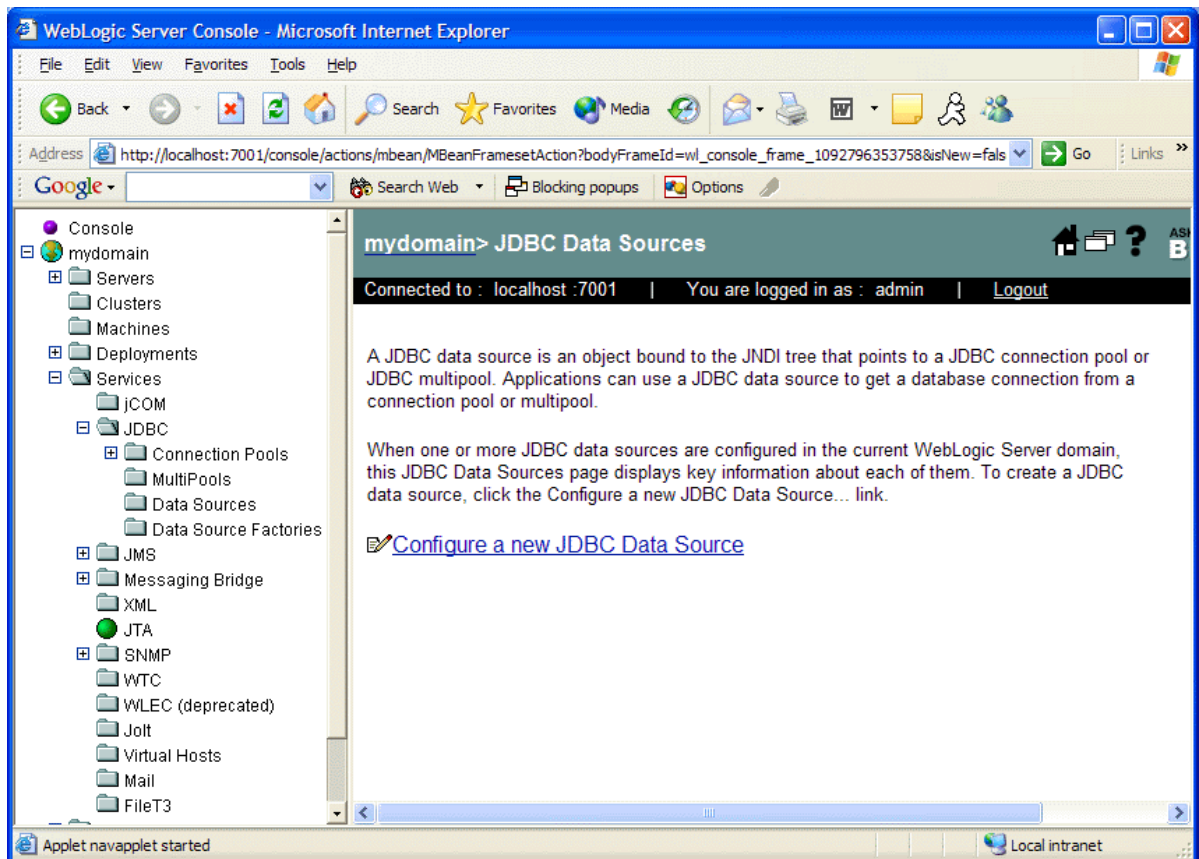 WebLogic Server Console - Microsoft Internet Explorer
File Edit View Favorites Tools Help
Back Search Favorites Media W
Address http://localhost:7001/console/actions/mbean/MBeanFramesetAction?bodyFrameId=wl_console_frame_1092796353758&isNew=fals Go Links »
Google Search Web Blocking popups Options
Console
mydomain
Servers
Clusters
Machines
Deployments
Services
jCOM
JDBC
Connection Pools
MultiPools
Data Sources
Data Source Factories
JMS
Messaging Bridge
XML
JTA
SNMP
WTC
WLEC (deprecated)
Jolt
Virtual Hosts
Mail
FileT3
mydomain> JDBC Data Sources ? ASK B
Connected to : localhost :7001 | You are logged in as : admin | Logout
A JDBC data source is an object bound to the JNDI tree that points to a JDBC connection pool or
JDBC multipool. Applications can use a JDBC data source to get a database connection from a
connection pool or multipool.
When one or more JDBC data sources are configured in the current WebLogic Server domain,
this JDBC Data Sources page displays key information about each of them. To create a JDBC
data source, click the Configure a new JDBC Data Source... link.
Configure a new JDBC Data Source
Applet navapplet started Local intranet